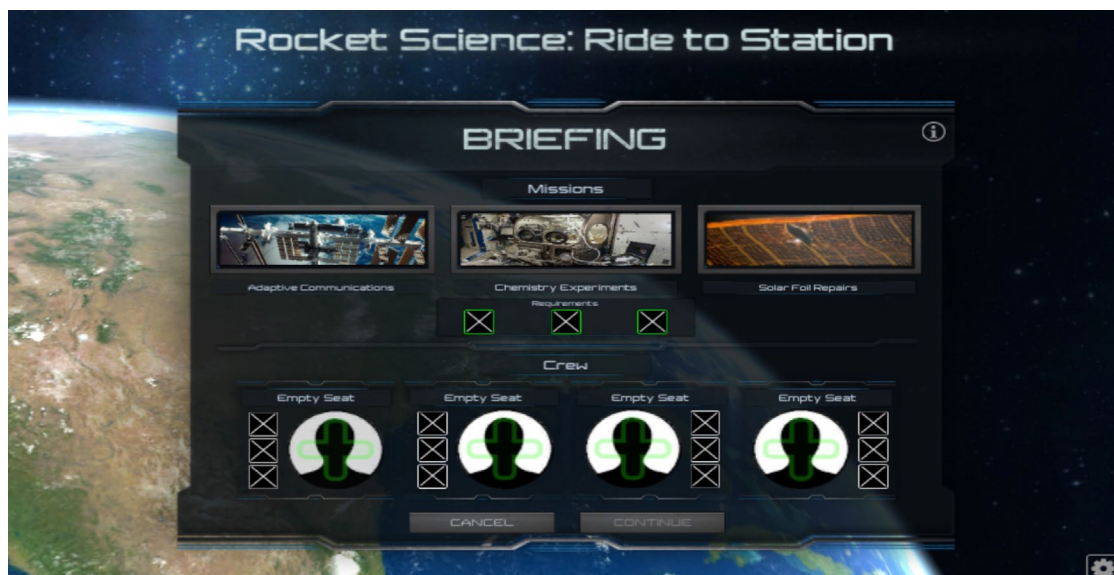 Rocket Science: Ride to Station
BRIEFING
Missions
Adaptive Communications
Chemistry Experiments
Solar Foil Repairs
Requirements
Crew
Empty Seat
Empty Seat
Empty Seat
Empty Seat
CANCEL
CONTINUE